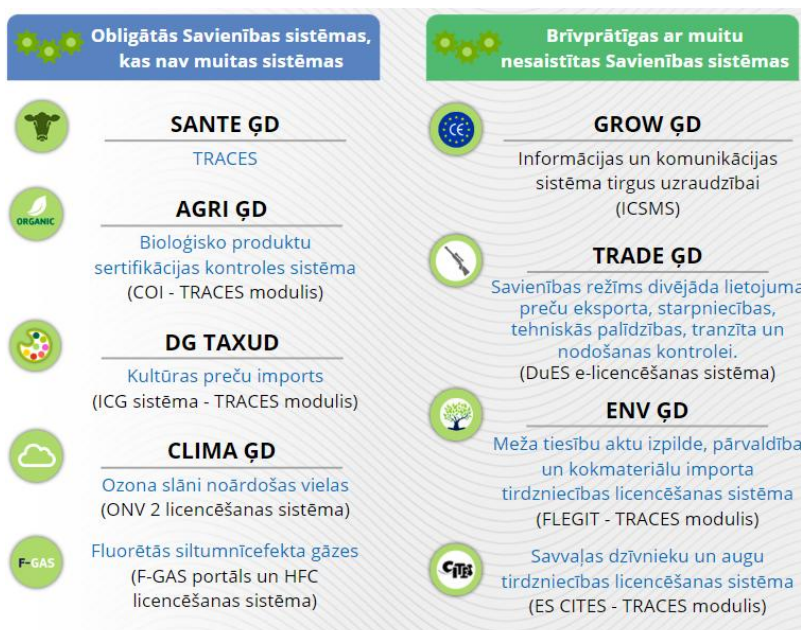 Obligātās Savienības sistēmas,
kas nav muitas sistēmas
SANTE ĢD
TRACES
ORGANIC
AGRI ĢD
Bioloģisko produktu
sertifikācijas kontroles sistēma
(COI - TRACES modulis)
DG TAXUD
Kultūras preču imports
(ICG sistēma - TRACES modulis)
CLIMA ĢD
Ozona slāni noārdošas vielas
(ONV 2 licencēšanas sistēma)
F-GAS
Fluorētās siltumnīcefekta gāzes
(F-GAS portāls un HFC
licencēšanas sistēma)
Brīvprātīgas ar muitu
nesaistītas Savienības sistēmas
CE
GROW ĢD
Informācijas un komunikācijas
sistēma tirgus uzraudzībai
(ICSMS)
TRADE ĢD
Savienības režīms divējāda lietojuma
preču eksporta, starpniecības,
tehniskās palīdzības, tranzīta un
nodošanas kontrolei.
(DuES e-licencēšanas sistēma)
ENV ĢD
Meža tiesību aktu izpilde, pārvaldība
un kokmateriālu importa
tirdzniecības licencēšanas sistēma
(FLEGIT - TRACES modulis)
CITES
Savvaļas dzīvnieku un augu
tirdzniecības licencēšanas sistēma
(ES CITES - TRACES modulis)